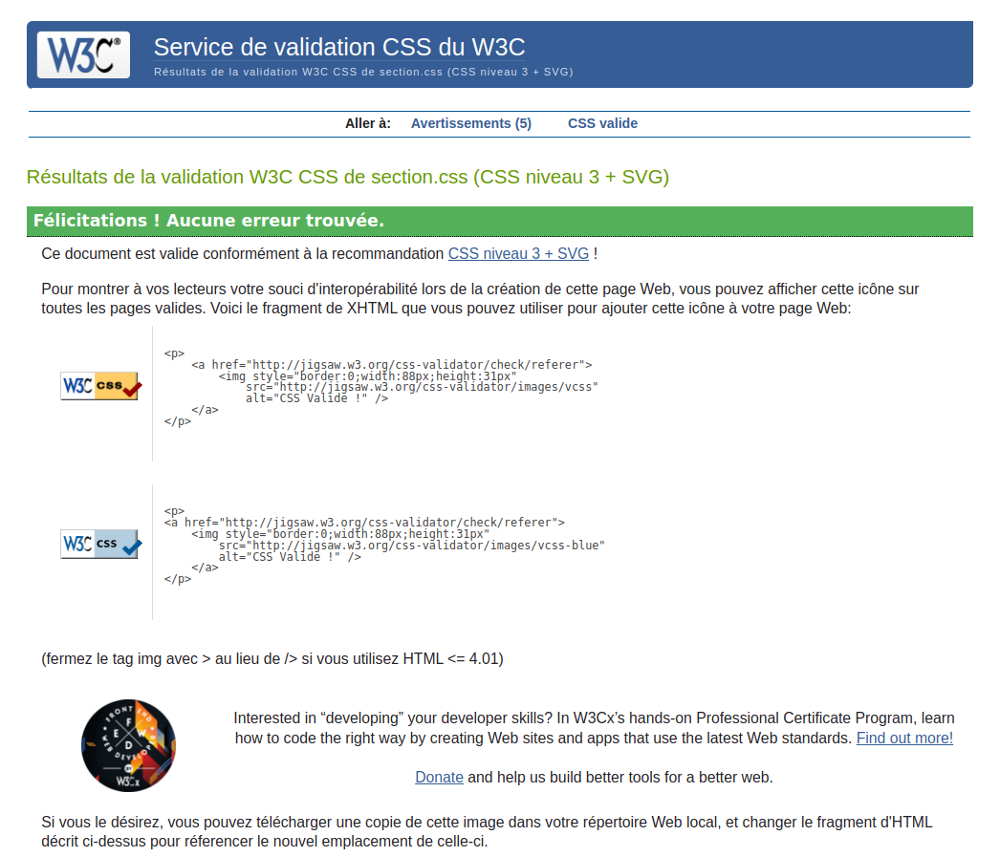 W3C®
Service de validation CSS du W3C
Résultats de la validation W3C CSS de section.css (CSS niveau 3 + SVG)
Aller à: Avertissements (5) CSS valide
Résultats de la validation W3C CSS de section.css (CSS niveau 3 + SVG)
Félicitations ! Aucune erreur trouvée.
Ce document est valide conformément à la recommandation CSS niveau 3 + SVG !
Pour montrer à vos lecteurs votre souci d'interopérabilité lors de la création de cette page Web, vous pouvez afficher cette icône sur
toutes les pages valides. Voici le fragment de XHTML que vous pouvez utiliser pour ajouter cette icône à votre page Web:
W3C css
<p>
<a href="http://jigsaw.w3.org/css-validator/check/referer">
<img style="border:0;width:88px;height:31px"
src="http://jigsaw.w3.org/css-validator/images/vcss"
alt="CSS Valide !" />
</a>
</p>
W3C css
<p>
<a href="http://jigsaw.w3.org/css-validator/check/referer">
<img style="border:0;width:88px;height:31px"
src="http://jigsaw.w3.org/css-validator/images/vcss-blue"
alt="CSS Valide !" />
</a>
</p>
(fermez le tag img avec > au lieu de /> si vous utilisez HTML <= 4.01)
FRONT END
WEB DEVELOPER
F E W D
BY
W3Cx
Interested in “developing” your developer skills? In W3Cx’s hands-on Professional Certificate Program, learn
how to code the right way by creating Web sites and apps that use the latest Web standards. Find out more!
Donate and help us build better tools for a better web.
Si vous le désirez, vous pouvez télécharger une copie de cette image dans votre répertoire Web local, et changer le fragment d'HTML
décrit ci-dessus pour réferencer le nouvel emplacement de celle-ci.